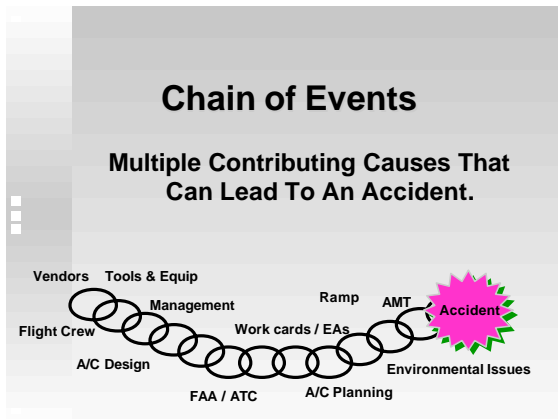 Chain of Events
Multiple Contributing Causes That
Can Lead To An Accident.
Vendors
Tools & Equip
Management
Ramp
AMT
Accident
Flight Crew
Work cards / EAs
A/C Design
Environmental Issues
FAA / ATC
A/C Planning